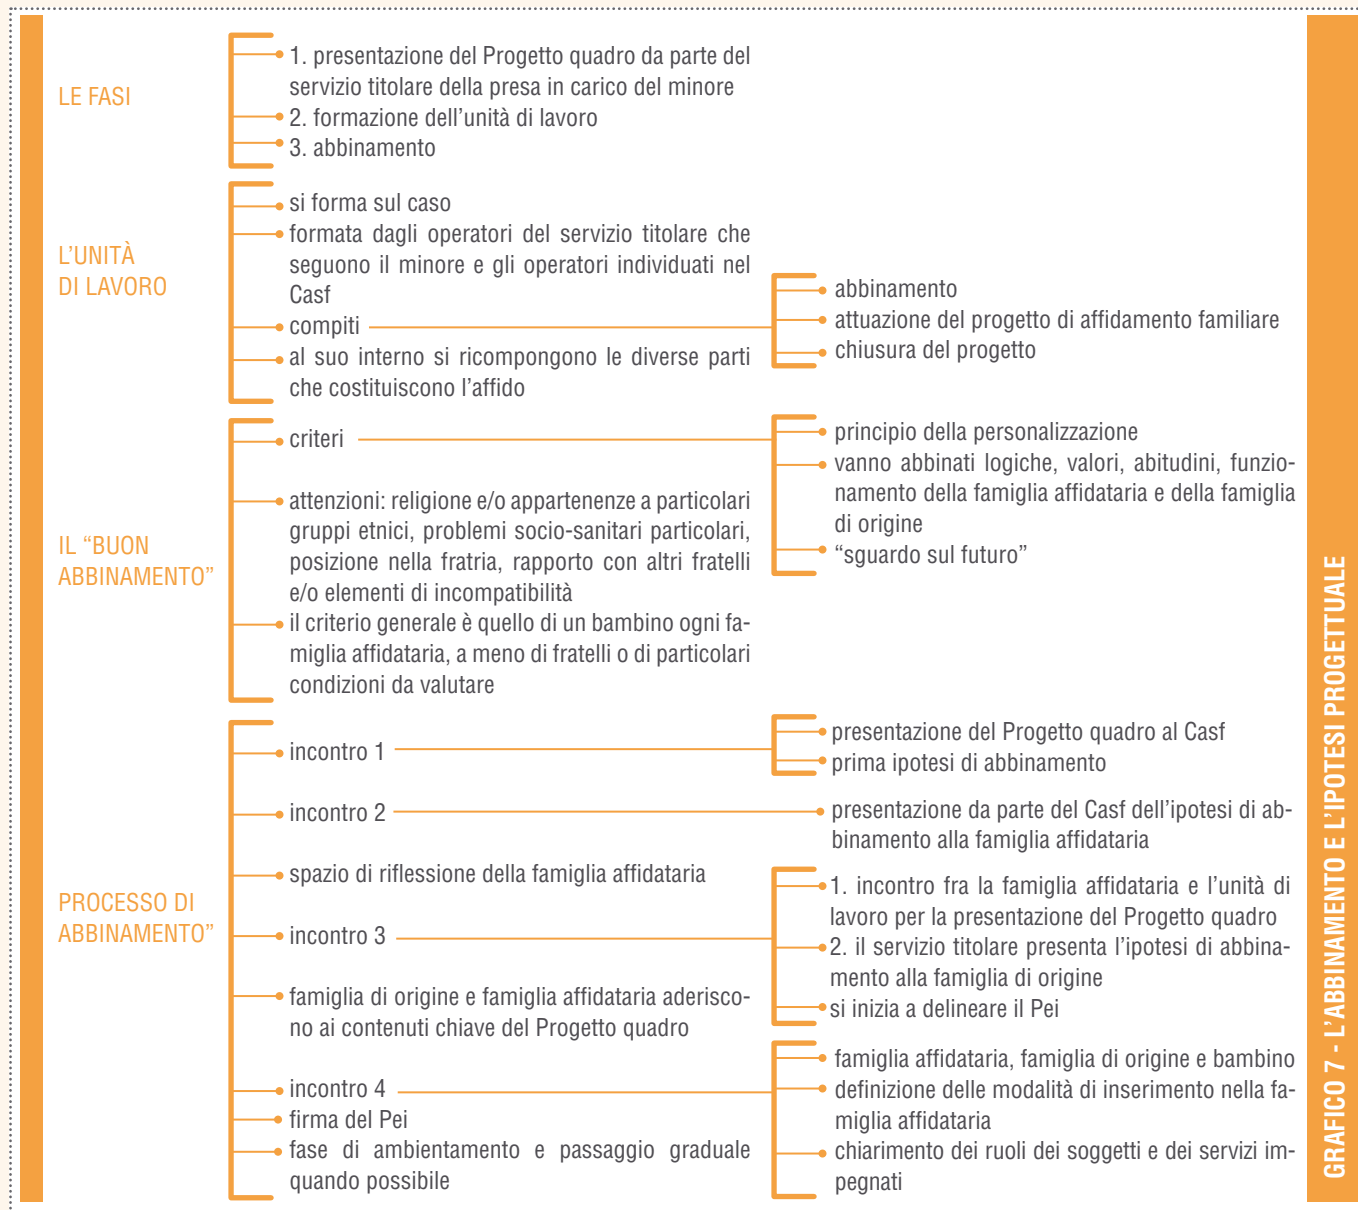 LE FASI
1. presentazione del Progetto quadro da parte del
servizio titolare della presa in carico del minore
2. formazione dell’unità di lavoro
3. abbinamento
L’UNITÀ
DI LAVORO
si forma sul caso
formata dagli operatori del servizio titolare che
seguono il minore e gli operatori individuati nel
Casf
compiti
abbinamento
attuazione del progetto di affidamento familiare
chiusura del progetto
al suo interno si ricompongono le diverse parti
che costituiscono l’affido
IL “BUON
ABBINAMENTO”
criteri
principio della personalizzazione
vanno abbinati logiche, valori, abitudini, funzio-
namento della famiglia affidataria e della famiglia
di origine
“sguardo sul futuro”
attenzioni: religione e/o appartenenze a particolari
gruppi etnici, problemi socio-sanitari particolari,
posizione nella fratria, rapporto con altri fratelli
e/o elementi di incompatibilità
il criterio generale è quello di un bambino ogni fa-
miglia affidataria, a meno di fratelli o di particolari
condizioni da valutare
PROCESSO DI
ABBINAMENTO”
incontro 1
presentazione del Progetto quadro al Casf
prima ipotesi di abbinamento
incontro 2
presentazione da parte del Casf dell’ipotesi di ab-
binamento alla famiglia affidataria
spazio di riflessione della famiglia affidataria
incontro 3
1. incontro fra la famiglia affidataria e l’unità di
lavoro per la presentazione del Progetto quadro
2. il servizio titolare presenta l’ipotesi di abbina-
mento alla famiglia di origine
si inizia a delineare il Pei
famiglia di origine e famiglia affidataria aderisco-
no ai contenuti chiave del Progetto quadro
incontro 4
famiglia affidataria, famiglia di origine e bambino
definizione delle modalità di inserimento nella fa-
miglia affidataria
chiarimento dei ruoli dei soggetti e dei servizi im-
pegnati
firma del Pei
fase di ambientamento e passaggio graduale
quando possibile
GRAFICO 7 - L’ABBINAMENTO E L’IPOTESI PROGETTUALE